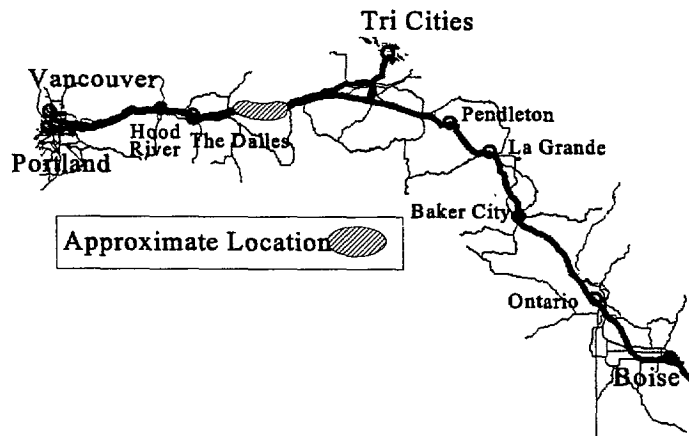 Tri Cities
Vancouver
Hood
River
The Dalles
Portland
Pendleton
La Grande
Baker City
Approximate Location
Ontario
Boise